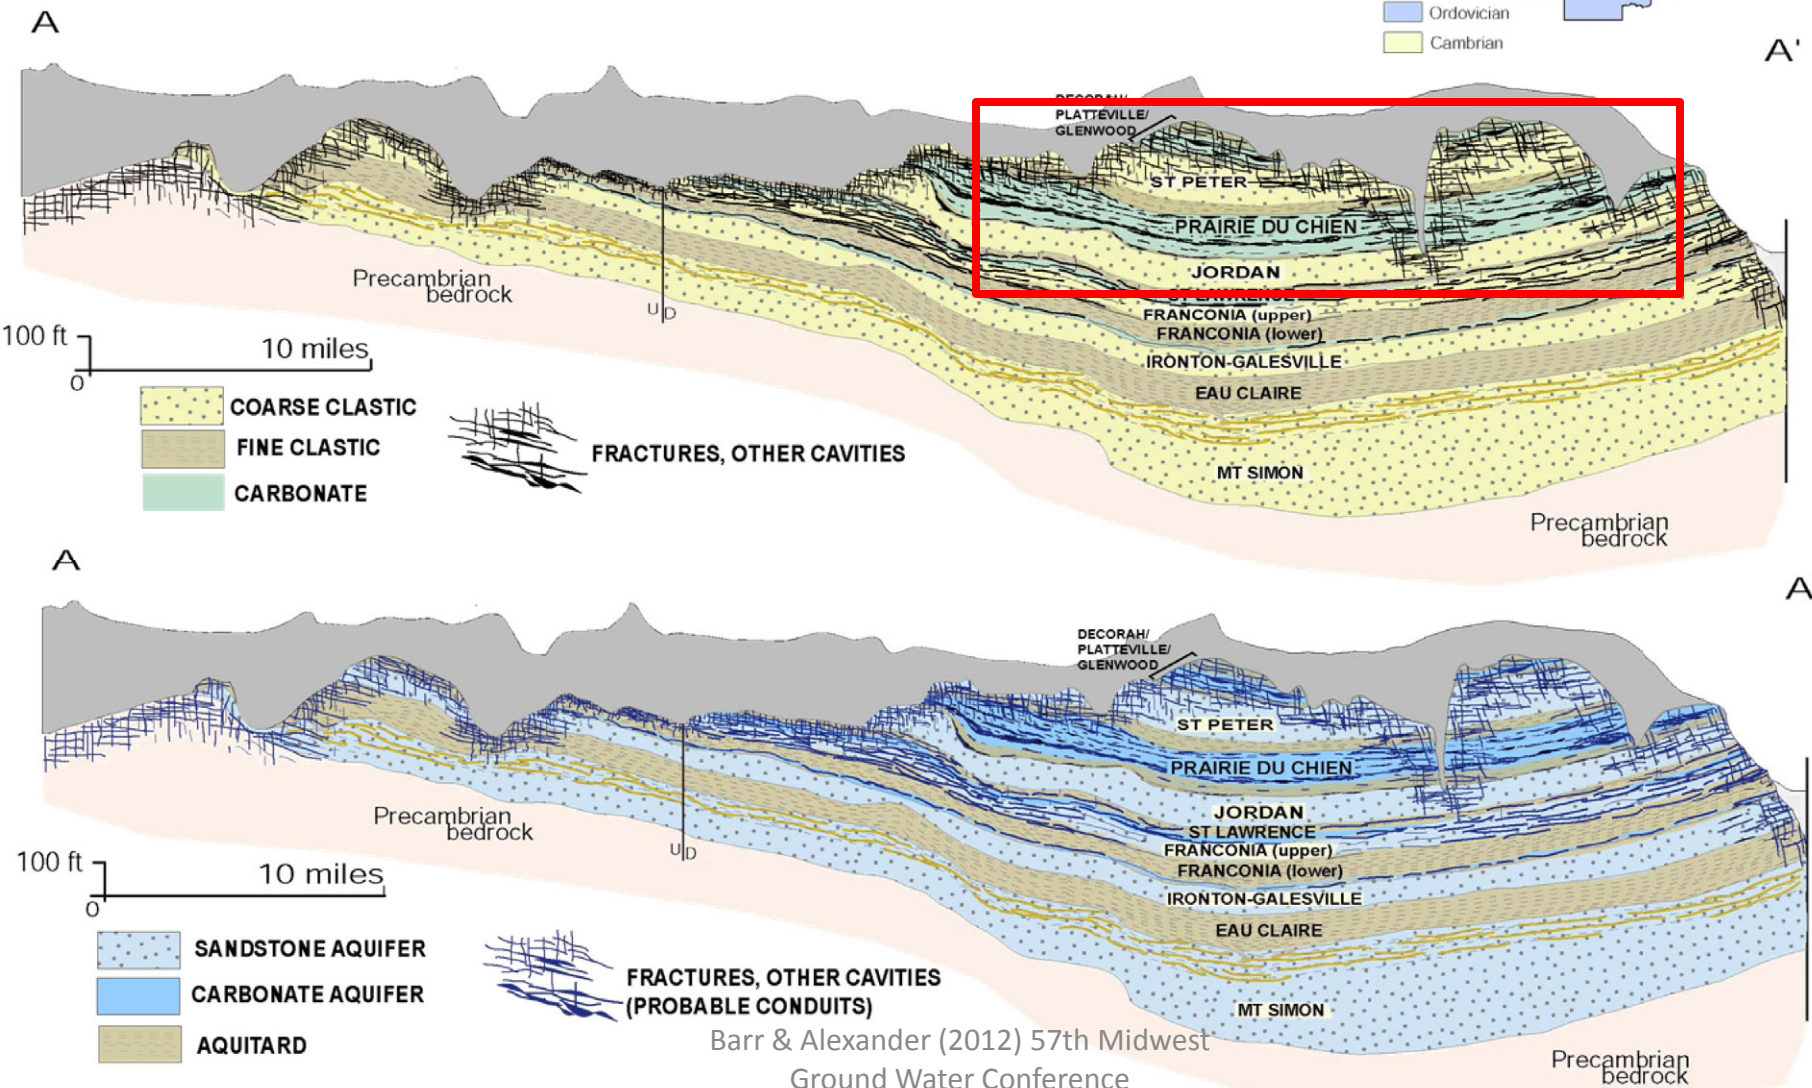 A
Ordovician
Cambrian
A'
DECORAH/
PLATTEVILLE/
GLENWOOD
ST PETER
PRAIRIE DU CHIEN
JORDAN
ST LAWRENCE
FRANCONIA (upper)
FRANCONIA (lower)
IRONTON-GALESVILLE
EAU CLAIRE
MT SIMON
Precambrian
bedrock
U D
Precambrian
bedrock
100 ft
0
10 miles
COARSE CLASTIC
FINE CLASTIC
CARBONATE
FRACTURES, OTHER CAVITIES
A
A
DECORAH/
PLATTEVILLE/
GLENWOOD
ST PETER
PRAIRIE DU CHIEN
JORDAN
ST LAWRENCE
FRANCONIA (upper)
FRANCONIA (lower)
IRONTON-GALESVILLE
EAU CLAIRE
MT SIMON
Precambrian
bedrock
U D
Precambrian
bedrock
100 ft
0
10 miles
SANDSTONE AQUIFER
CARBONATE AQUIFER
AQUITARD
FRACTURES, OTHER CAVITIES
(PROBABLE CONDUITS)
Barr & Alexander (2012) 57th Midwest
Ground Water Conference